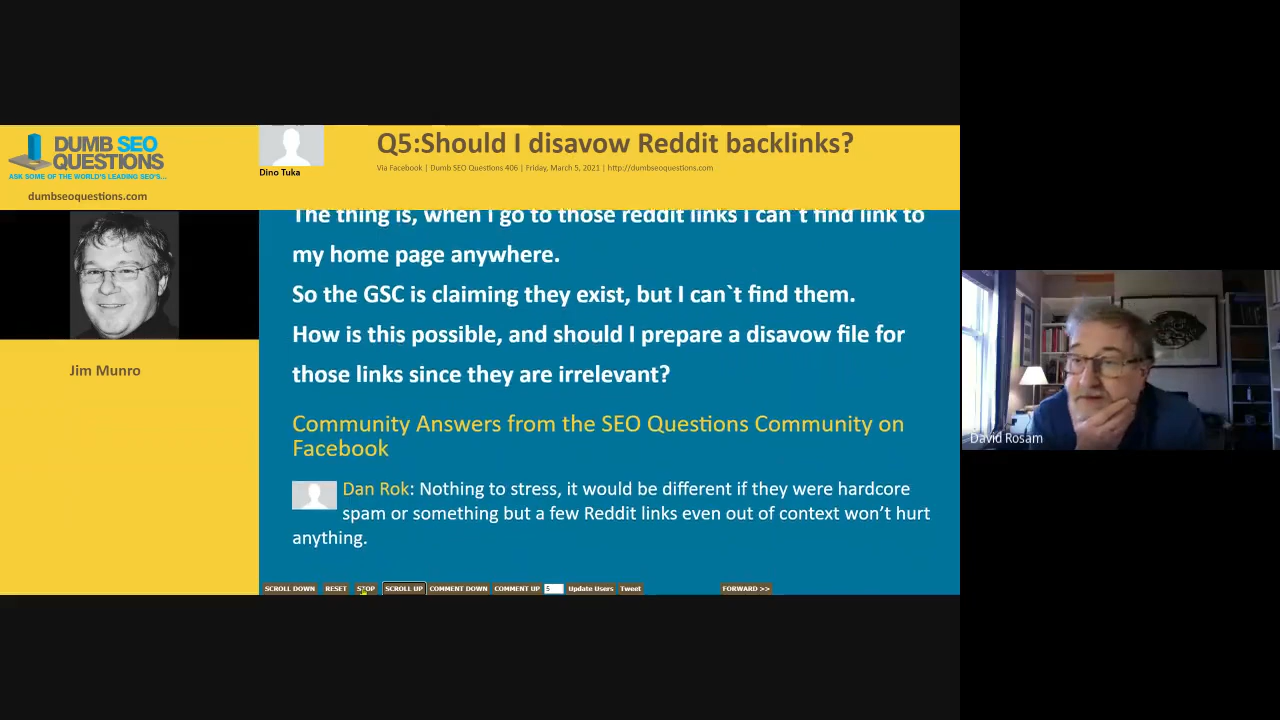 DUMB SEO
QUESTIONS
ASK SOME OF THE WORLD'S LEADING SEO'S...
dumbseoquestions.com
Dino Tuka
Q5:Should I disavow Reddit backlinks?
Via Facebook | Dumb SEO Questions 406 | Friday, March 5, 2021 | http://dumbseoquestions.com
Jim Munro
The thing is, when I go to those reddit links I can`t find link to
my home page anywhere.
So the GSC is claiming they exist, but I can`t find them.
How is this possible, and should I prepare a disavow file for
those links since they are irrelevant?
Community Answers from the SEO Questions Community on
Facebook
Dan Rok: Nothing to stress, it would be different if they were hardcore
spam or something but a few Reddit links even out of context won't hurt
anything.
SCROLL DOWN RESET STOP SCROLL UP COMMENT DOWN COMMENT UP 5 Update Users Tweet FORWARD >>
David Rosam